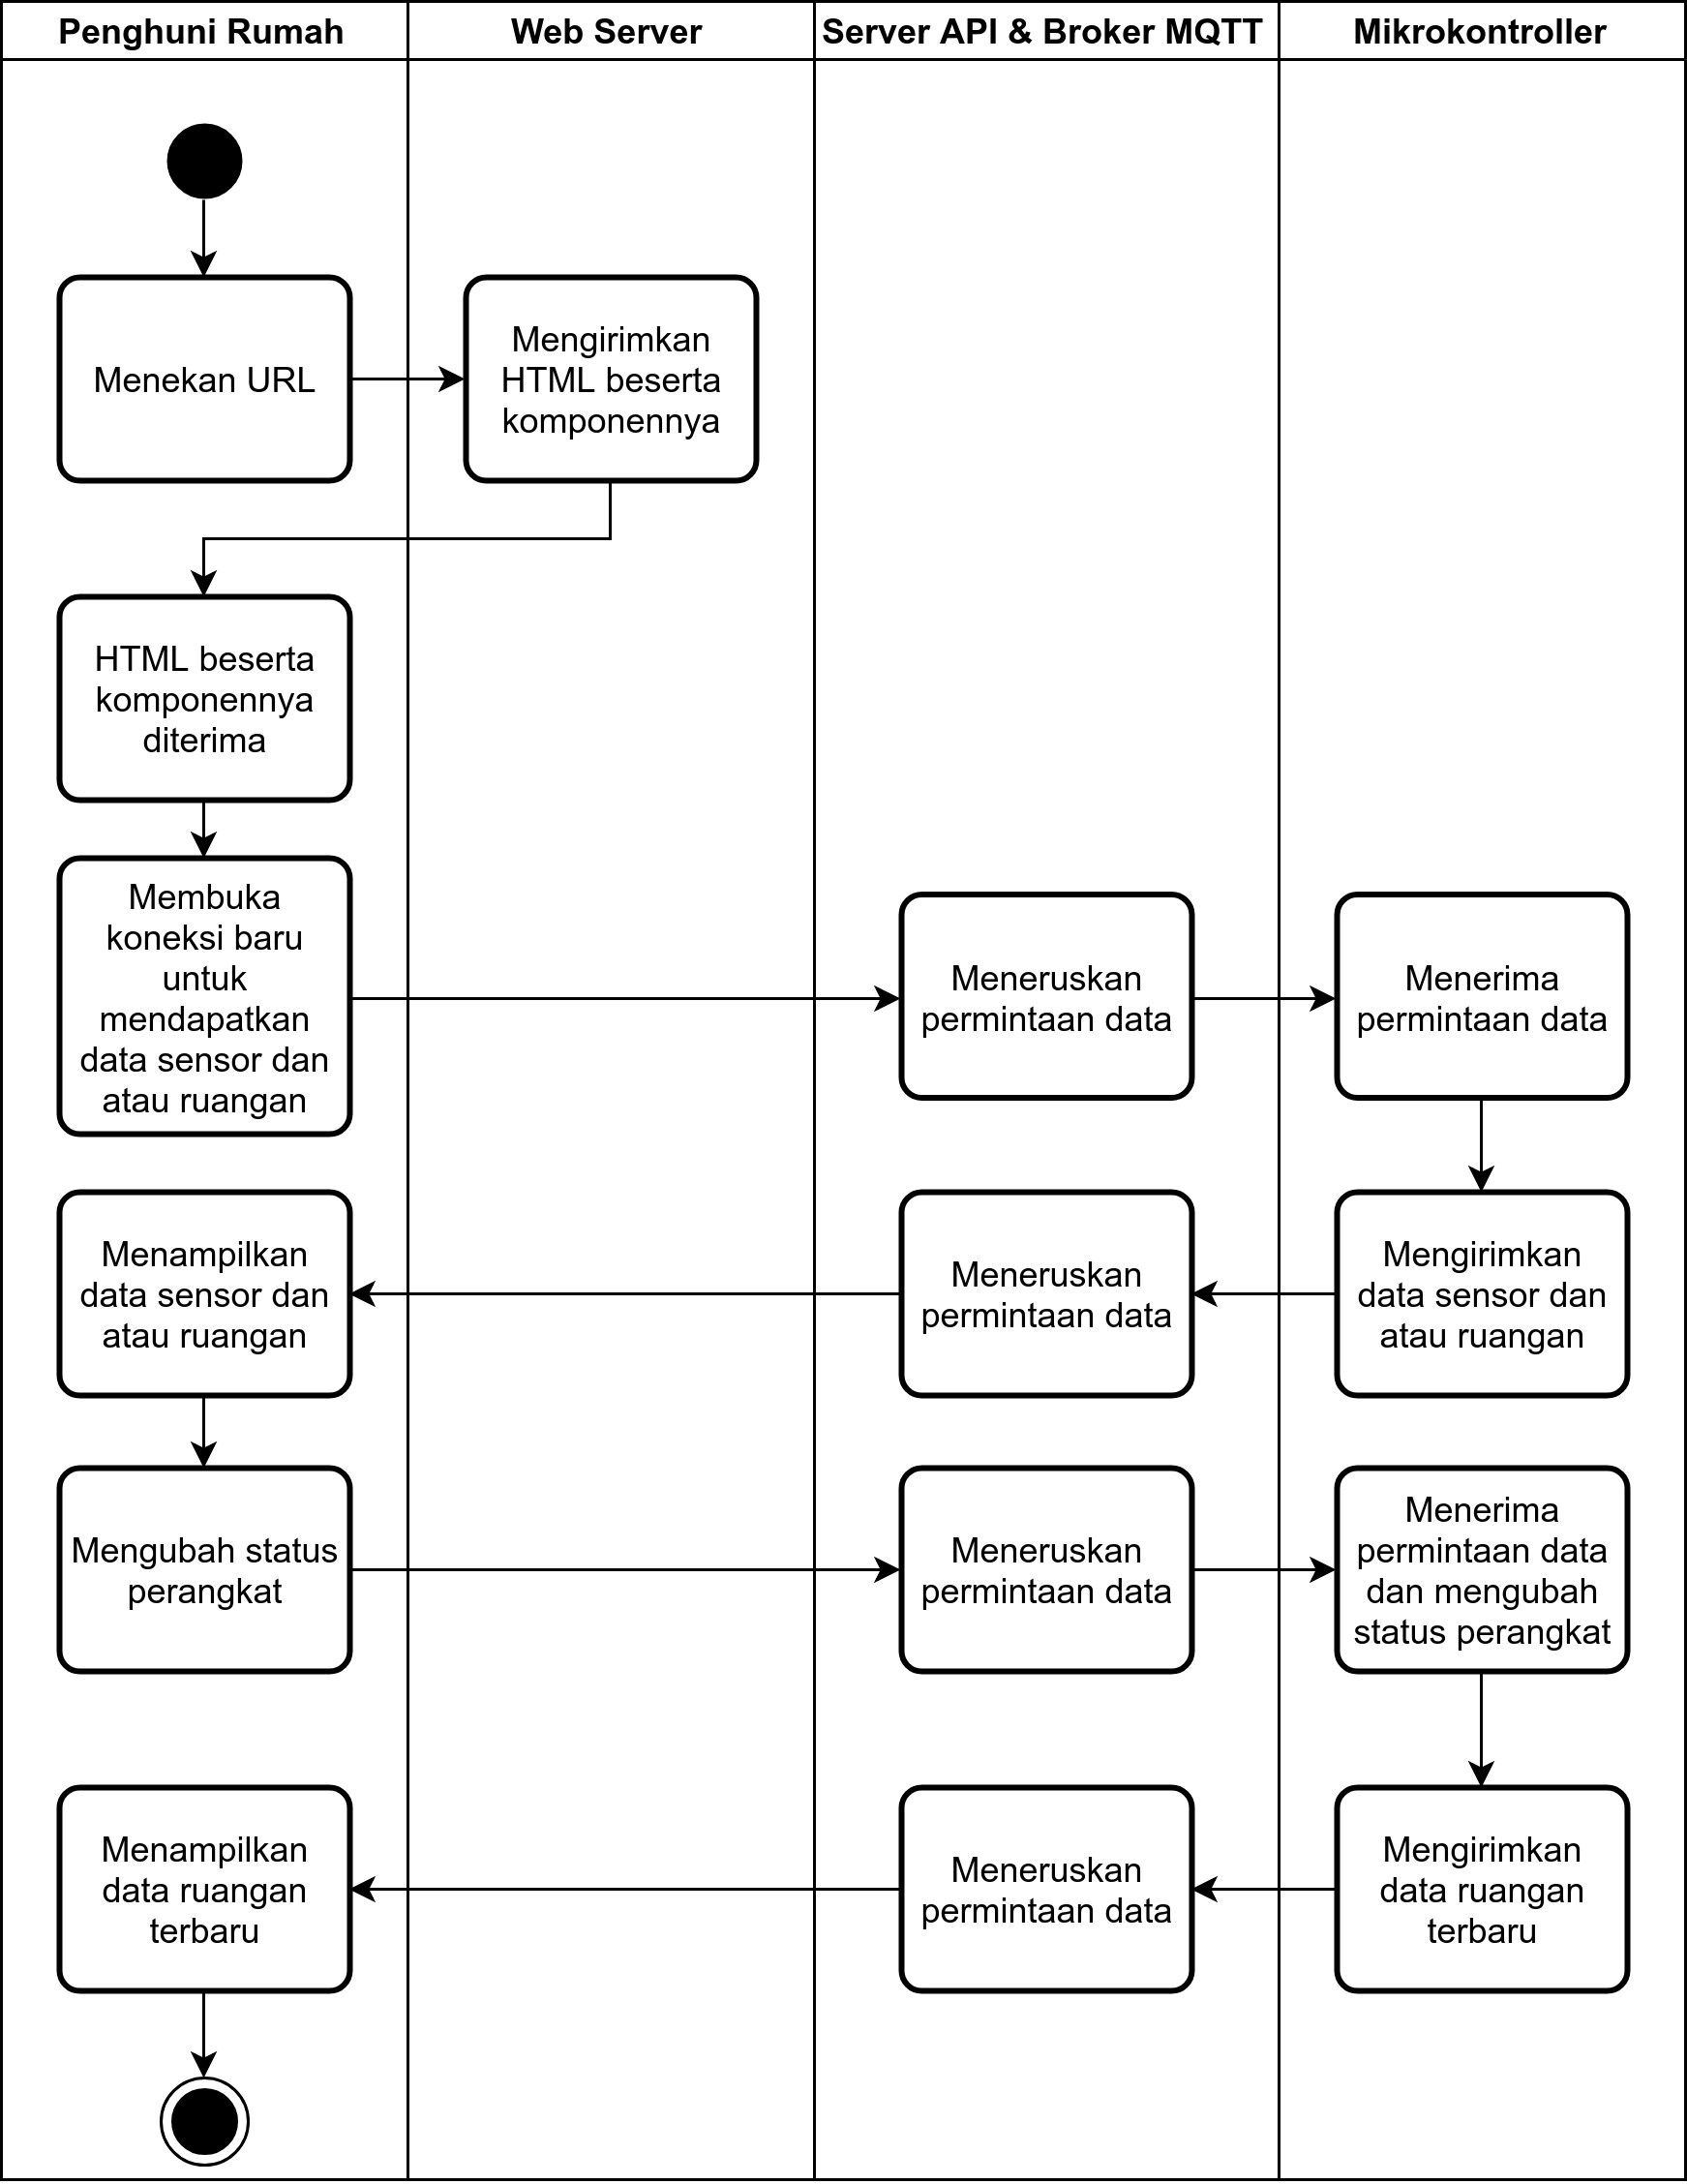 Penghuni Rumah
Web Server
Server API & Broker MQTT
Mikrokontroller
Menekan URL
Mengirimkan
HTML beserta
komponennya
HTML beserta
komponennya
diterima
Membuka
koneksi baru
untuk
mendapatkan
data sensor dan
atau ruangan
Meneruskan
permintaan data
Menerima
permintaan data
Menampilkan
data sensor dan
atau ruangan
Meneruskan
permintaan data
Mengirimkan
data sensor dan
atau ruangan
Mengubah status
perangkat
Meneruskan
permintaan data
Menerima
permintaan data
dan mengubah
status perangkat
Menampilkan
data ruangan
terbaru
Meneruskan
permintaan data
Mengirimkan
data ruangan
terbaru